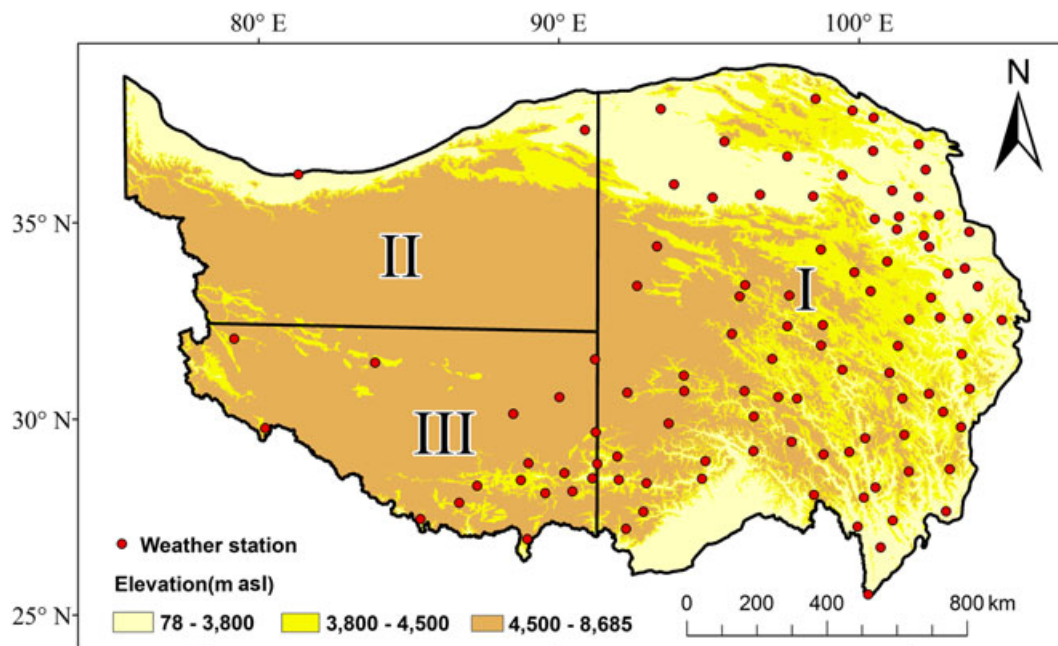 80° E 90° E 100° E
N
35° N
II
I
30° N
III
Weather station
Elevation(m asl)
25° N
78 - 3,800 3,800 - 4,500 4,500 - 8,685
0 200 400 800 km